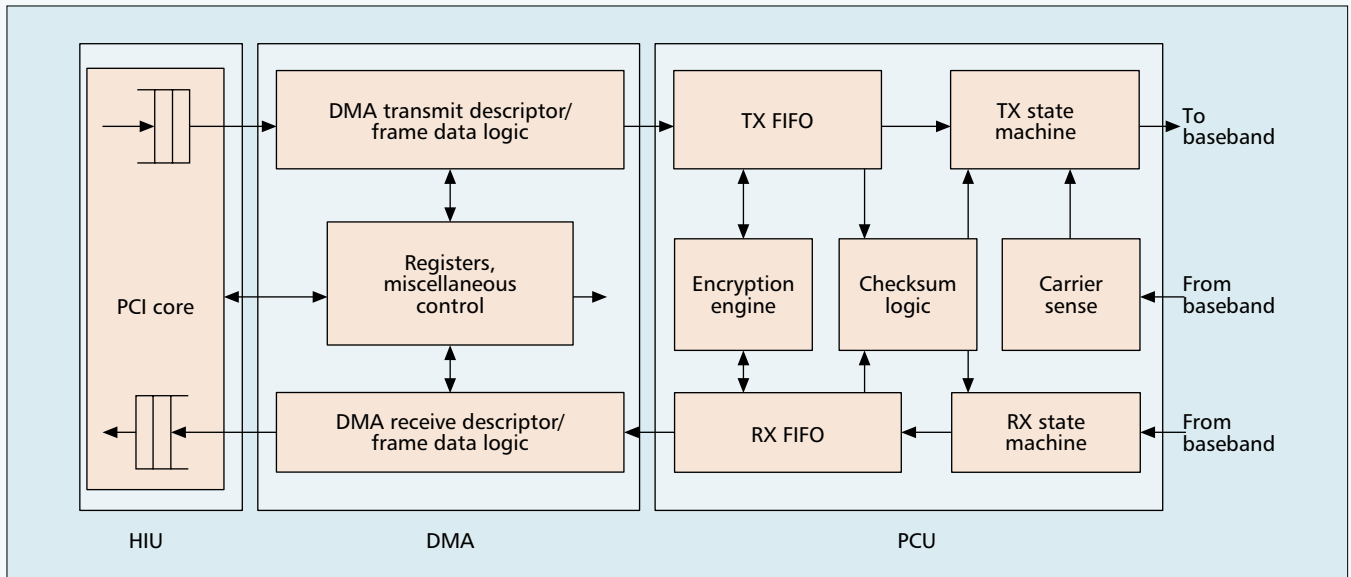 DMA transmit descriptor/
frame data logic
TX FIFO
TX state
machine
To
baseband
PCI core
Registers,
miscellaneous
control
Encryption
engine
Checksum
logic
Carrier
sense
From
baseband
DMA receive descriptor/
frame data logic
RX FIFO
RX state
machine
From
baseband
HIU
DMA
PCU